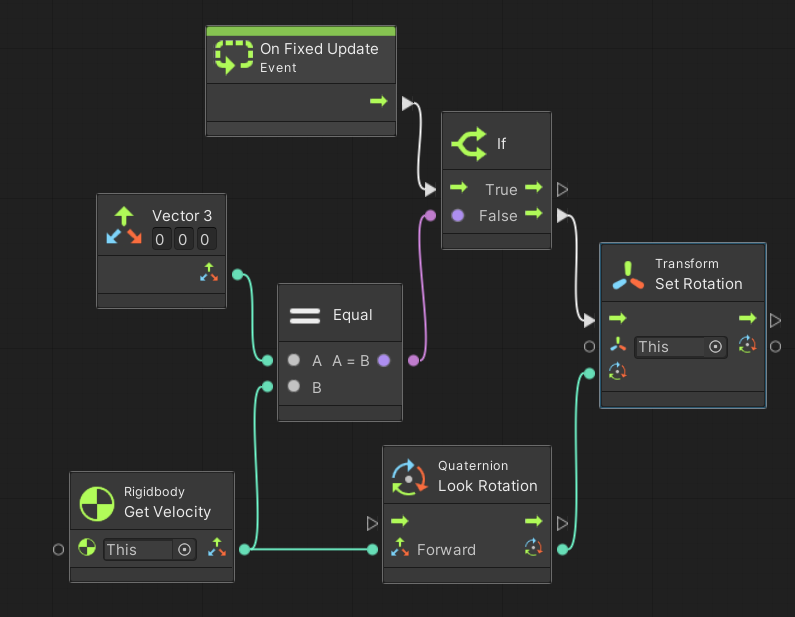 On Fixed Update
Event
If
True
False
Vector 3
0 0 0
Transform
Set Rotation
This
Equal
A A = B
B
Quaternion
Look Rotation
Forward
Rigidbody
Get Velocity
This